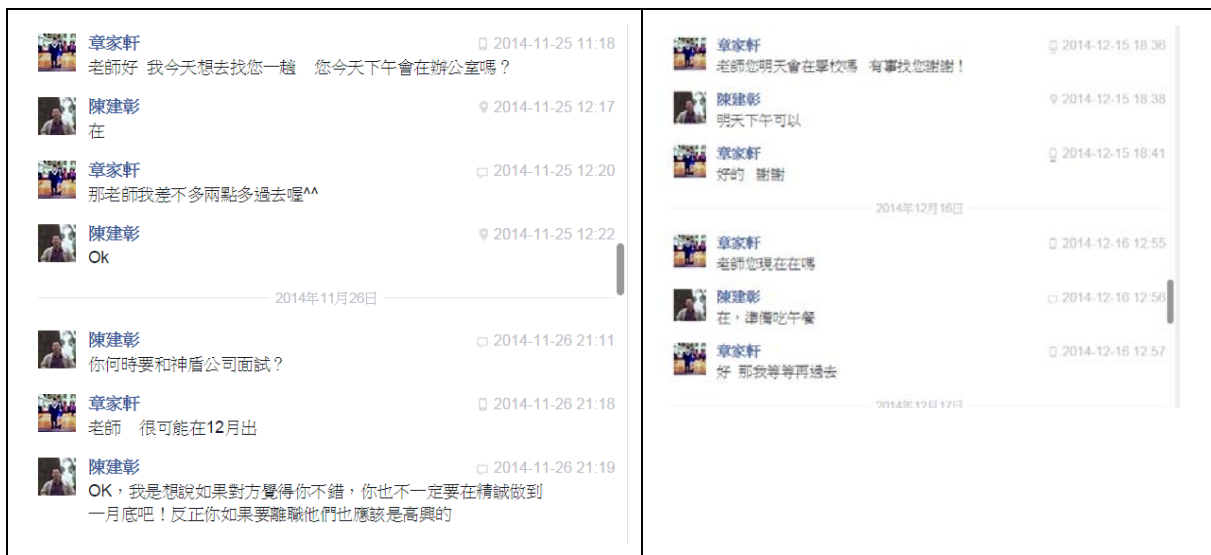 章家軒 2014-11-25 11:18
老師好 我今天想去找您一趟 您今天下午會在辦公室嗎？
陳建彰 2014-11-25 12:17
在
章家軒 2014-11-25 12:20
那老師我差不多兩點多過去喔^^
陳建彰 2014-11-25 12:22
Ok
2014年11月26日
陳建彰 2014-11-26 21:11
你何時要和神盾公司面試？
章家軒 2014-11-26 21:18
老師 很可能在12月出
陳建彰 2014-11-26 21:19
OK，我是想說如果對方覺得你不錯，你也不一定要在精誠做到
一月底吧！反正你如果要離職他們也應該是高興的
章家軒 2014-12-15 18:36
老師您明天會在學校嗎 有事找您謝謝！
陳建彰 2014-12-15 18:38
明天下午可以
章家軒 2014-12-15 18:41
好的 謝謝
2014年12月16日
章家軒 2014-12-16 12:55
老師您現在在嗎
陳建彰 2014-12-16 12:56
在，準備吃午餐
章家軒 2014-12-16 12:57
好 那我等等再過去
2014年12月17日